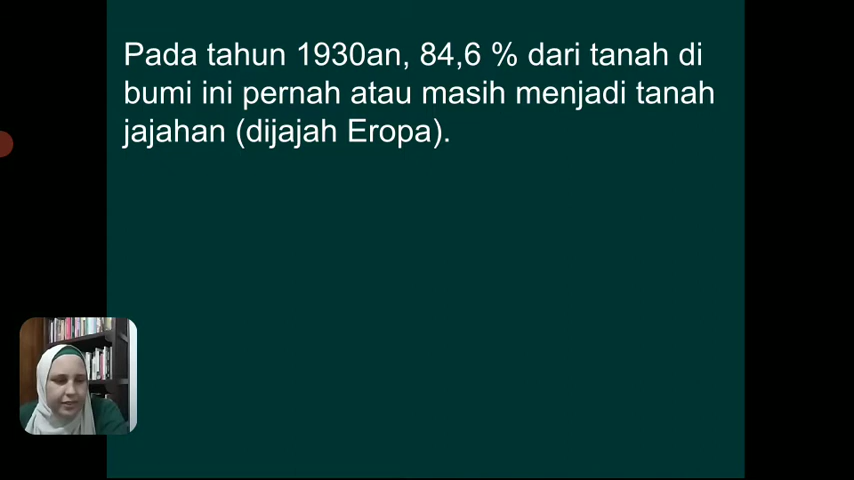 Pada tahun 1930an, 84,6 % dari tanah di
bumi ini pernah atau masih menjadi tanah
jajahan (dijajah Eropa).